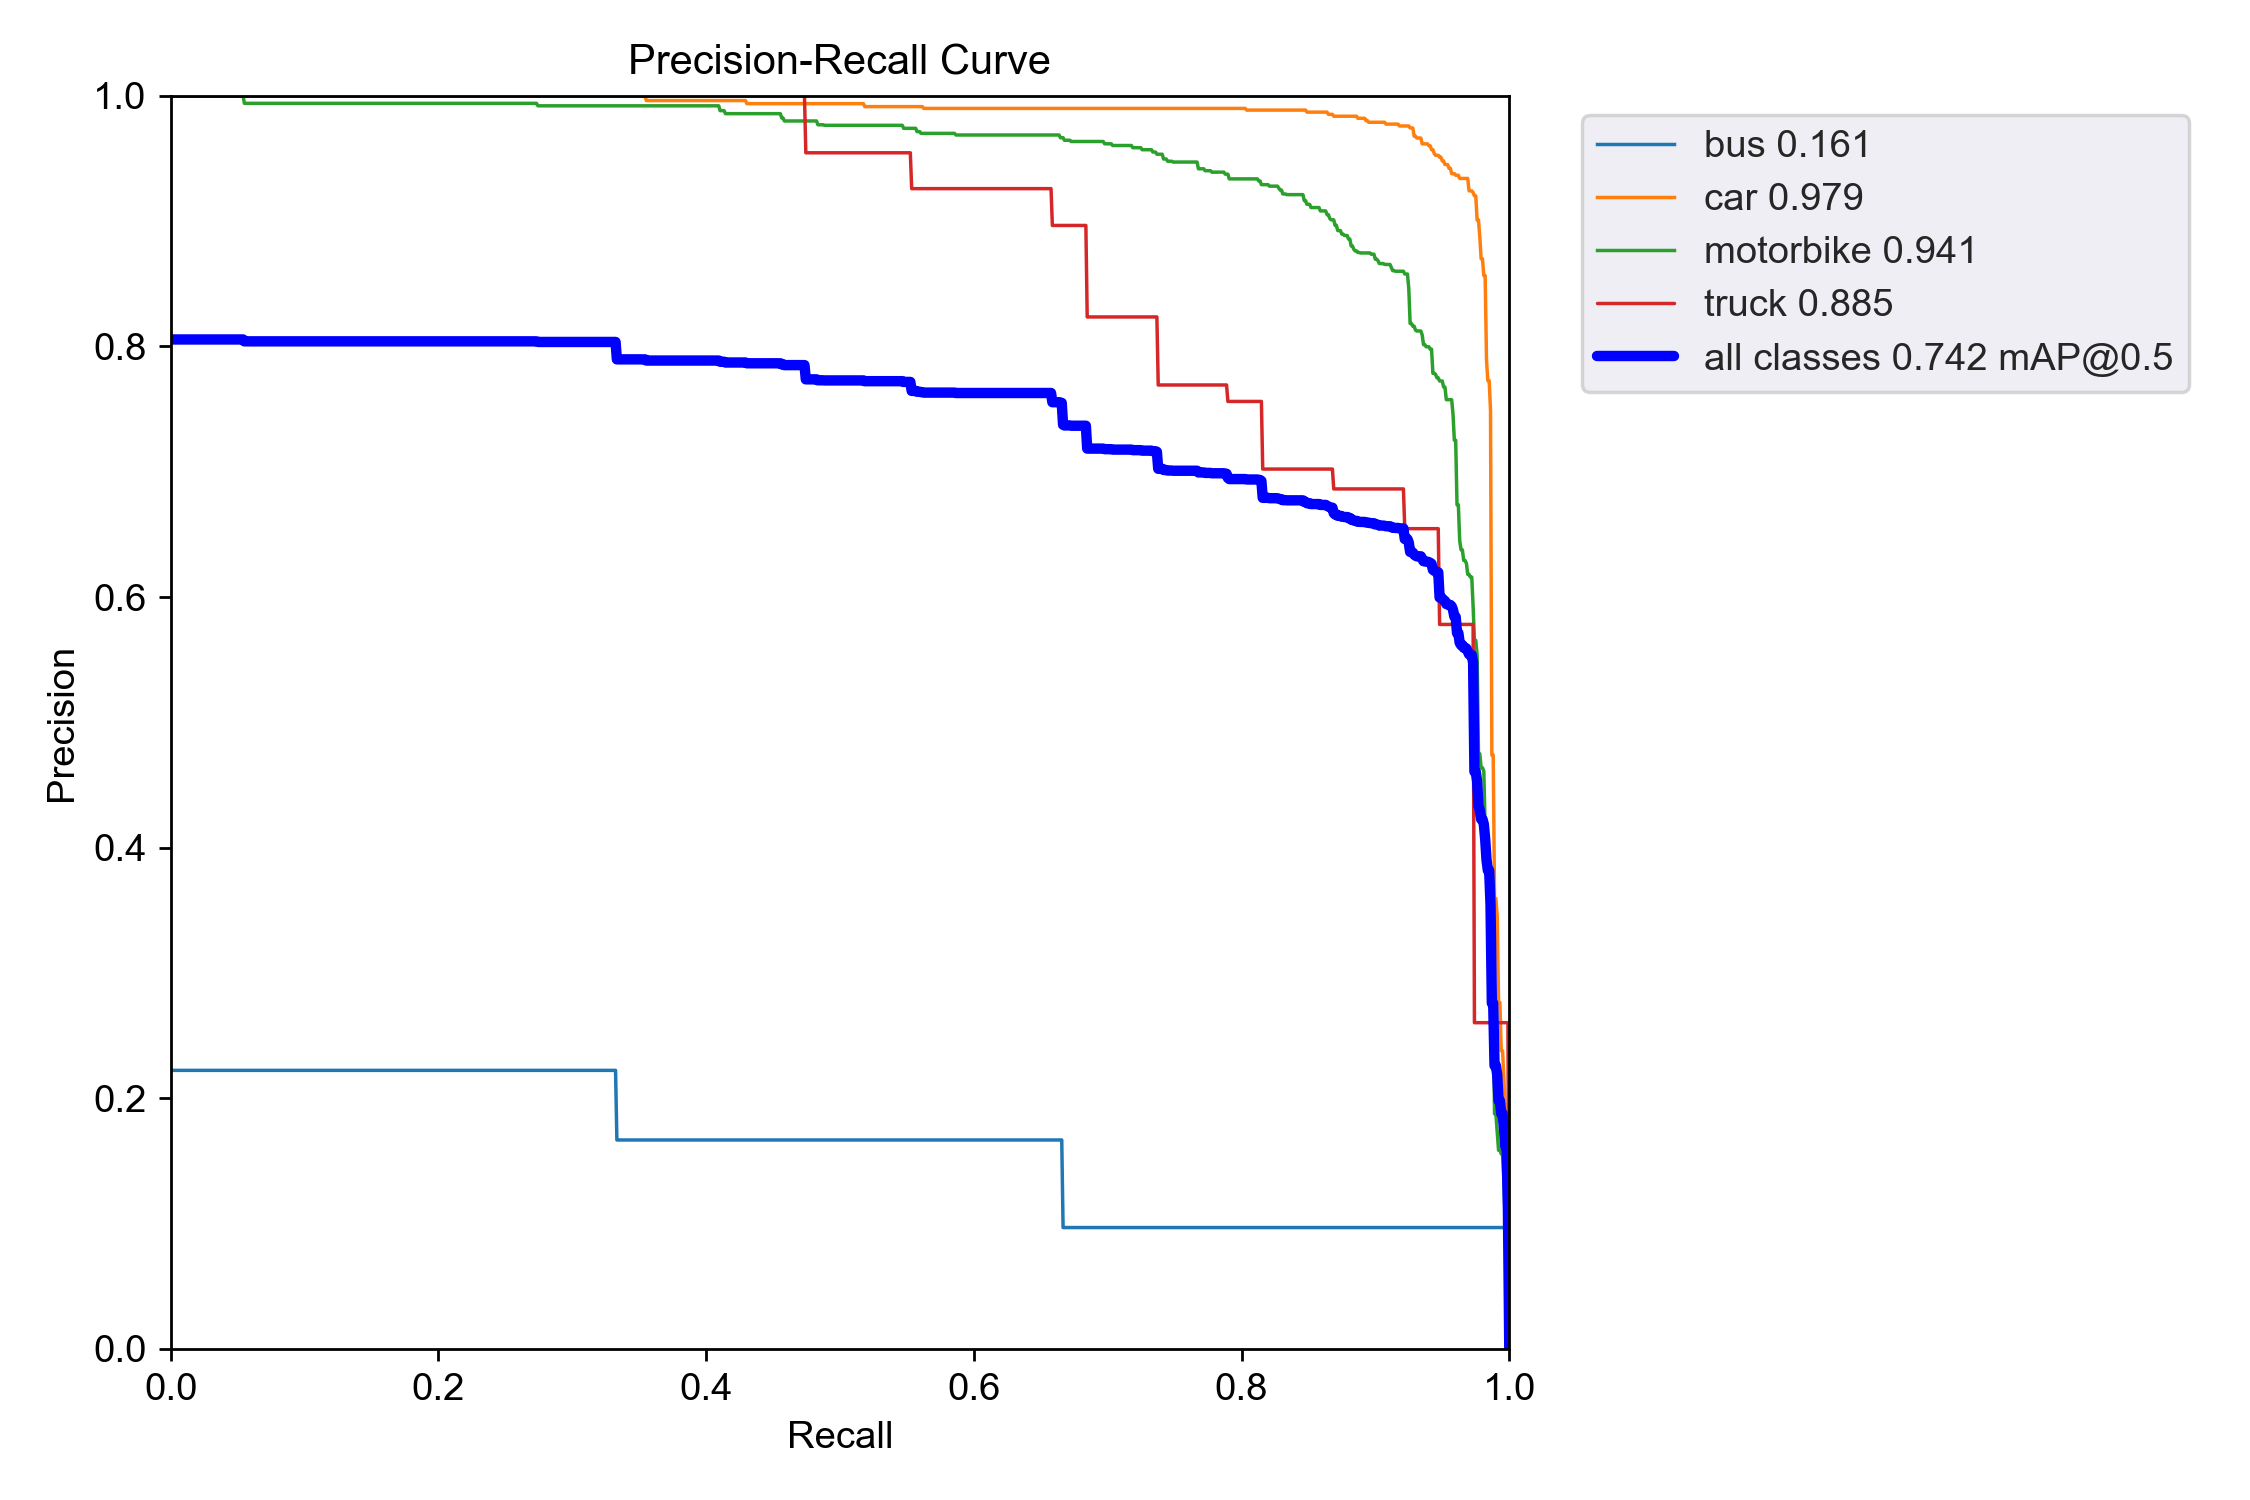 Precision-Recall Curve
1.0
0.8
0.6
0.4
0.2
0.0
Precision
0.0 0.2 0.4 0.6 0.8 1.0
Recall
bus 0.161
car 0.979
motorbike 0.941
truck 0.885
all classes 0.742 mAP@0.5